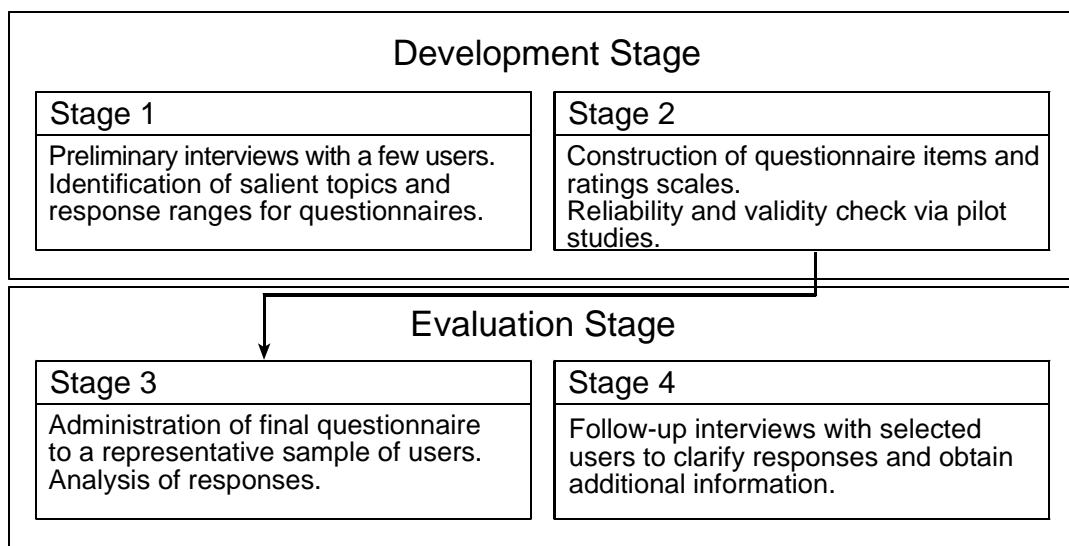 Development Stage
Stage 1
Preliminary interviews with a few users.
Identification of salient topics and
response ranges for questionnaires.
Stage 2
Construction of questionnaire items and
ratings scales.
Reliability and validity check via pilot
studies.
Evaluation Stage
Stage 3
Administration of final questionnaire
to a representative sample of users.
Analysis of responses.
Stage 4
Follow-up interviews with selected
users to clarify responses and obtain
additional information.